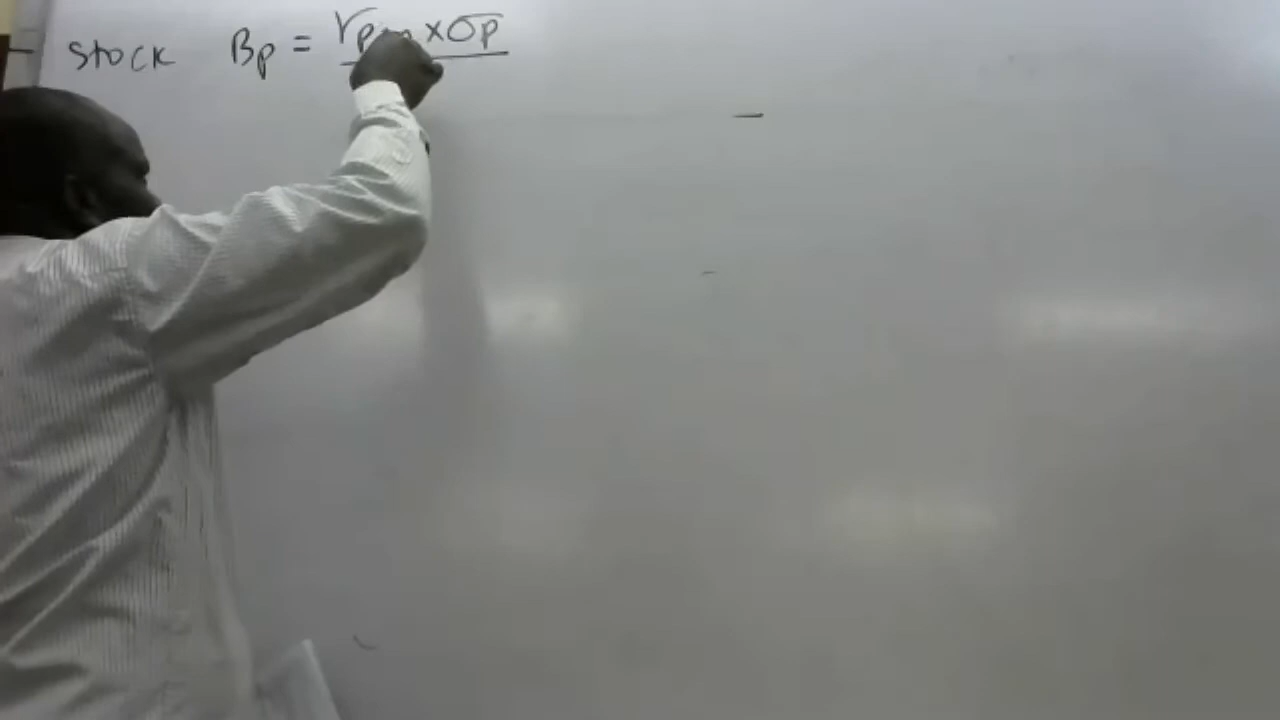 Stock βp = rp × σp